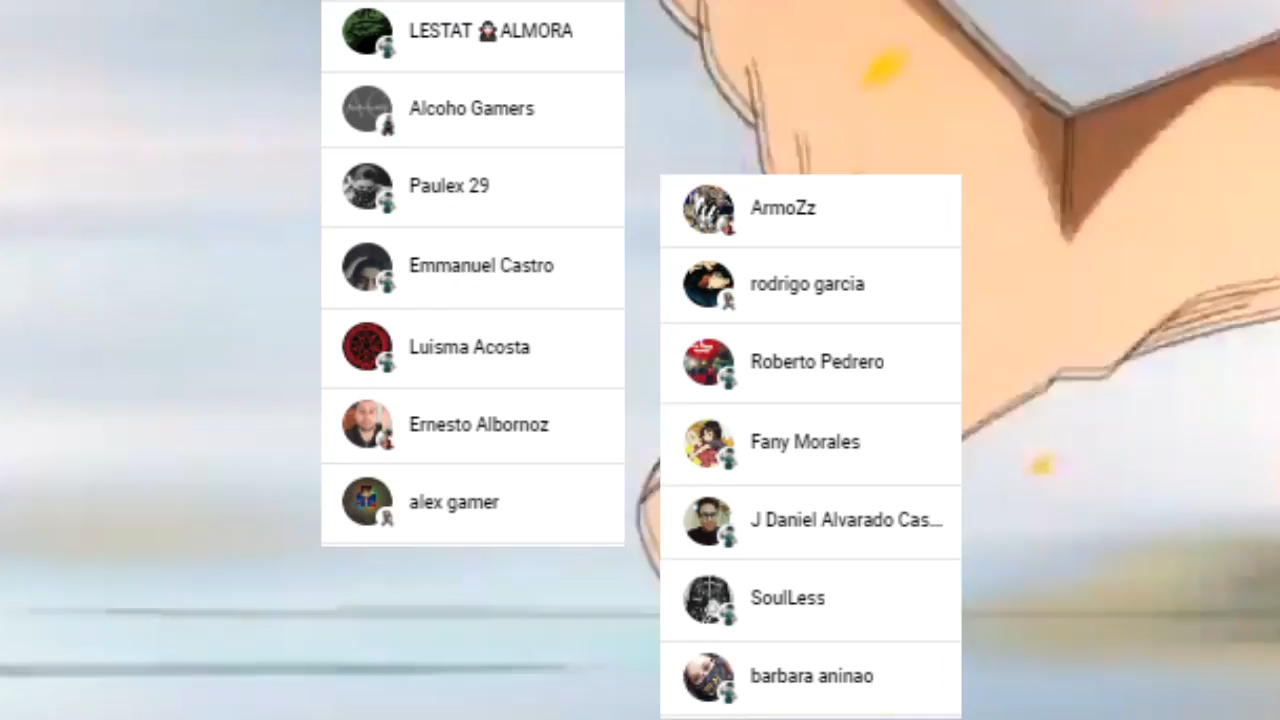 LESTAT 🧛ALMORA
Alcoho Gamers
Paulex 29
Emmanuel Castro
Luisma Acosta
Ernesto Albornoz
alex gamer
ArmoZz
rodrigo garcia
Roberto Pedrero
Fany Morales
J Daniel Alvarado Cas...
SoulLess
barbara aninao